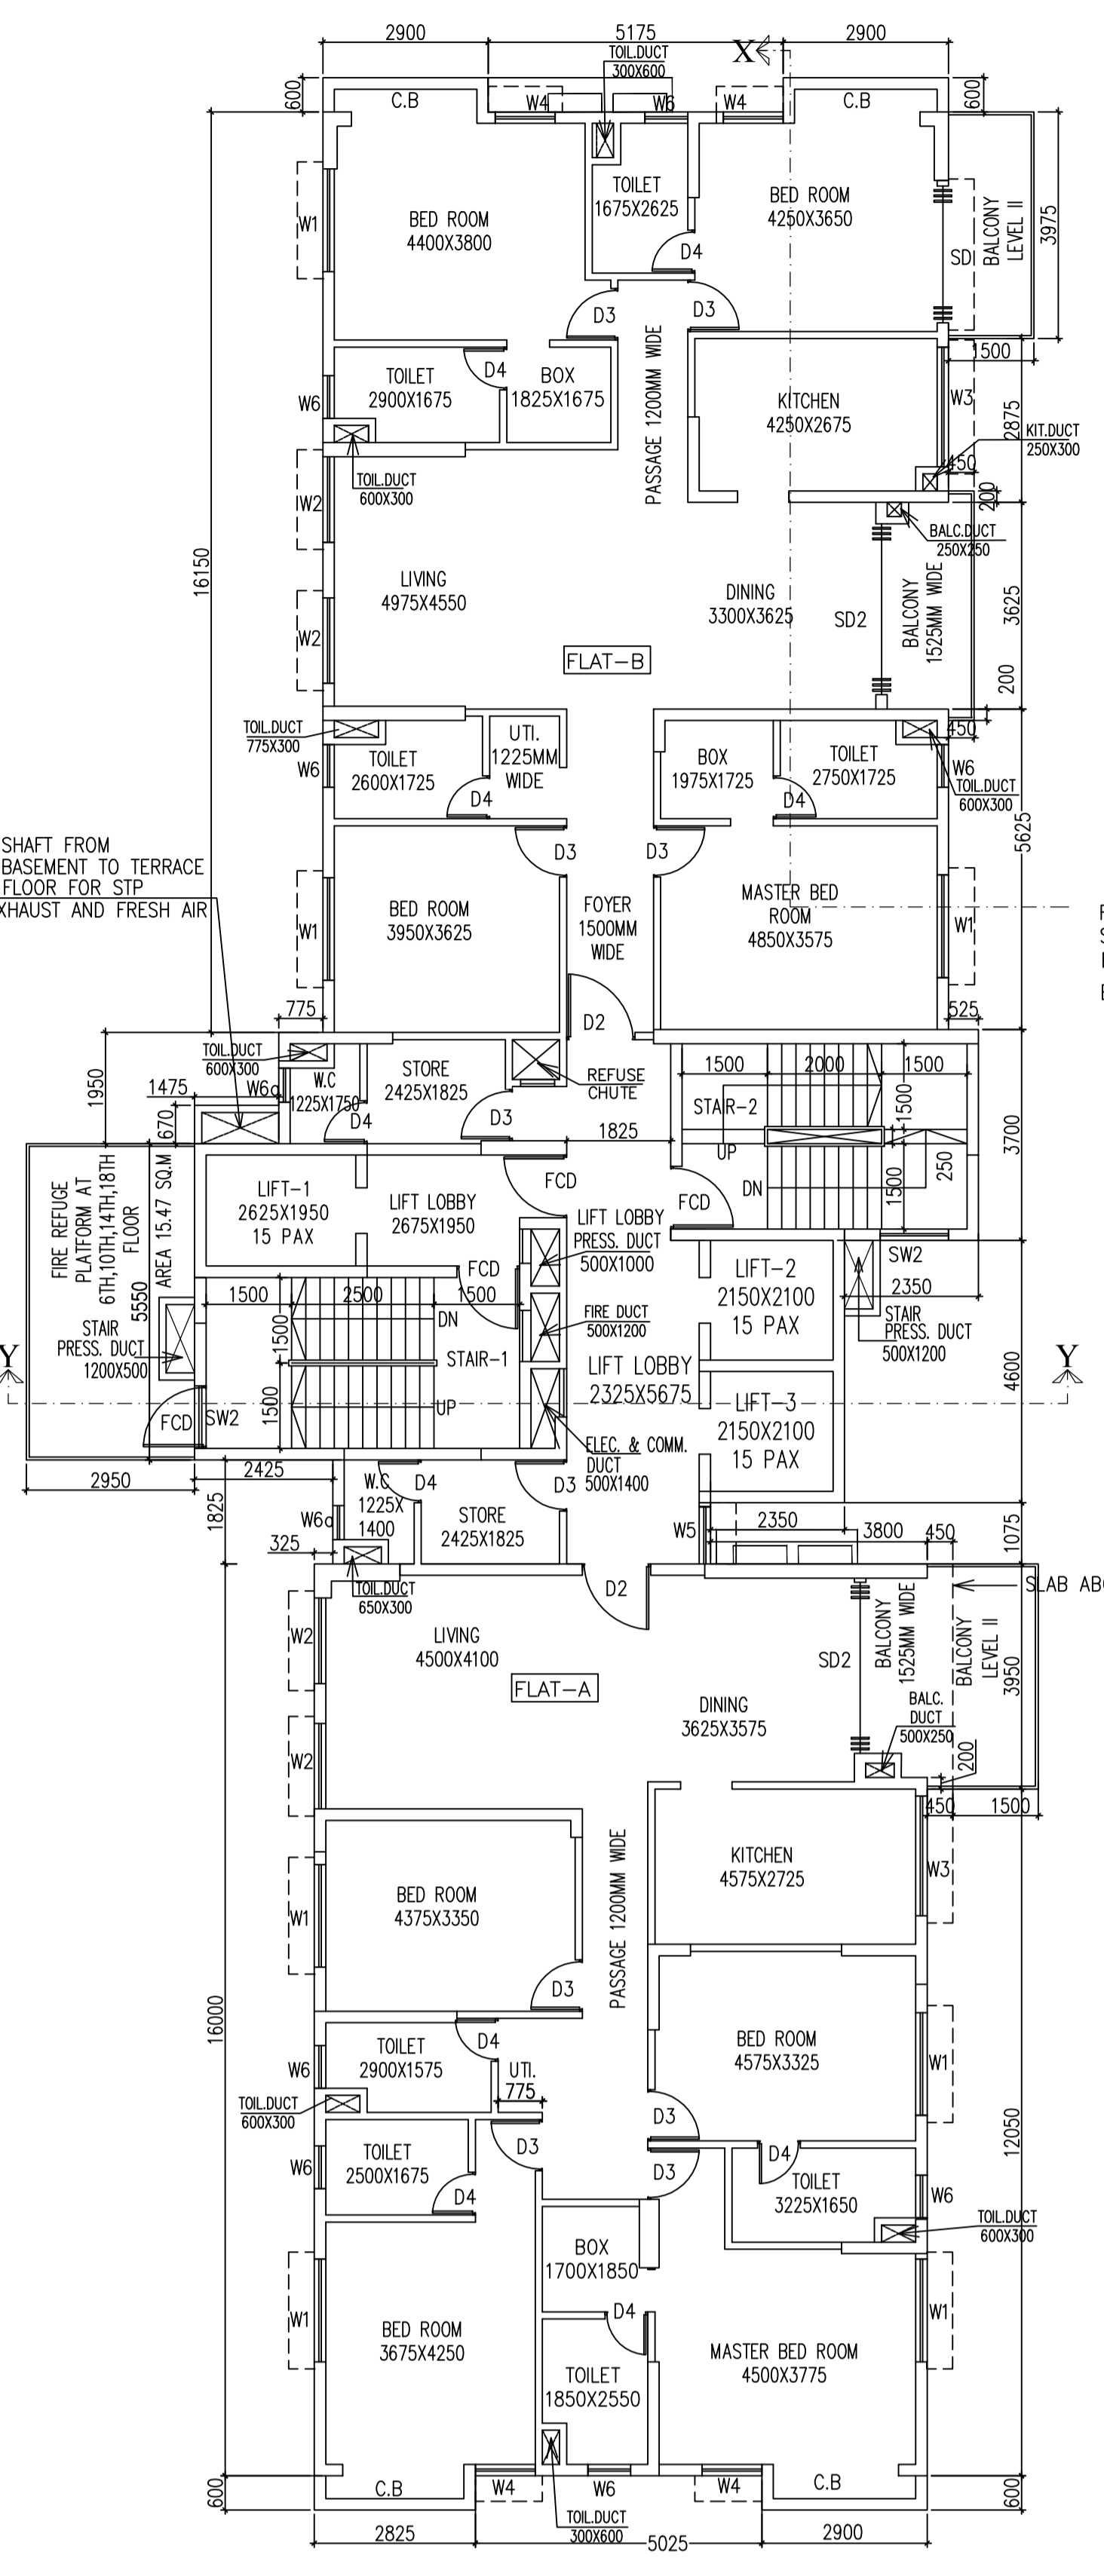 2900
5175
2900
X
TOIL.DUCT
300X600
600
C.B
W4
W6
W4
C.B
600
BED ROOM
4400X3800
TOILET
1675X2625
BED ROOM
4250X3650
W1
D4
SD
BALCONY
LEVEL II
3975
D3
D3
1500
TOILET
2900X1675
D4
BOX
1825X1675
PASSAGE 1200MM WIDE
KITCHEN
4250X2675
W3
2875
W6
KIT.DUCT
250X300
450
TOIL.DUCT
600X300
200
W2
BALC.DUCT
250X250
16150
LIVING
4975X4550
DINING
3300X3625
SD2
BALCONY
1525MM WIDE
3625
W2
FLAT-B
200
TOIL.DUCT
775X300
450
W6
TOILET
2600X1725
UTI.
1225MM
WIDE
D4
BOX
1975X1725
TOILET
2750X1725
D4
W6
TOIL.DUCT
600X300
5625
SHAFT FROM
BASEMENT TO TERRACE
FLOOR FOR STP
XHAUST AND FRESH AIR
D3
D3
BED ROOM
3950X3625
FOYER
1500MM
WIDE
MASTER BED
ROOM
4850X3575
W1
W1
775
D2
525
1950
TOIL.DUCT
600X300
W.C
1225X1750
STORE
2425X1825
REFUSE
CHUTE
1500
2000
1500
1475
W6a
670
D4
D3
STAIR-2
1500
1825
3700
UP
DN
1500
250
FIRE REFUGE
PLATFORM AT
6TH,10TH,14TH,18TH
FLOOR
AREA 15.47 SQ.M
5550
LIFT-1
2625X1950
15 PAX
LIFT LOBBY
2675X1950
FCD
FCD
LIFT LOBBY
PRESS. DUCT
500X1000
SW2
2350
FCD
LIFT-2
2150X2100
15 PAX
STAIR
PRESS. DUCT
500X1200
1500
2500
1500
DN
FIRE DUCT
500X1200
STAIR
PRESS. DUCT
1200X500
1500
STAIR-1
LIFT LOBBY
2325X5675
Y
Y
4600
FCD
SW2
1500
UP
LIFT-3
2150X2100
15 PAX
ELEC. & COMM.
DUCT
500X1400
2950
2425
1825
W.C
1225X
1400
D4
D3
STORE
2425X1825
W6a
W5
2350
3800
450
1075
325
TOIL.DUCT
650X300
D2
SLAB ABO
W2
LIVING
4500X4100
SD2
BALCONY
1525MM WIDE
BALCONY
LEVEL II
3950
FLAT-A
DINING
3625X3575
BALC.
DUCT
500X250
W2
200
450
1500
PASSAGE 1200MM WIDE
KITCHEN
4575X2725
W3
BED ROOM
4375X3350
W1
D3
16000
TOILET
2900X1575
D4
UTI.
775
BED ROOM
4575X3325
W1
W6
TOIL.DUCT
600X300
D3
12050
W6
TOILET
2500X1675
D4
D3
D3
D4
TOILET
3225X1650
W6
TOIL.DUCT
600X300
BOX
1700X1850
W1
BED ROOM
3675X4250
D4
MASTER BED ROOM
4500X3775
W1
TOILET
1850X2550
C.B
W4
W6
W4
C.B
600
600
TOIL.DUCT
300X600
2825
5025
2900